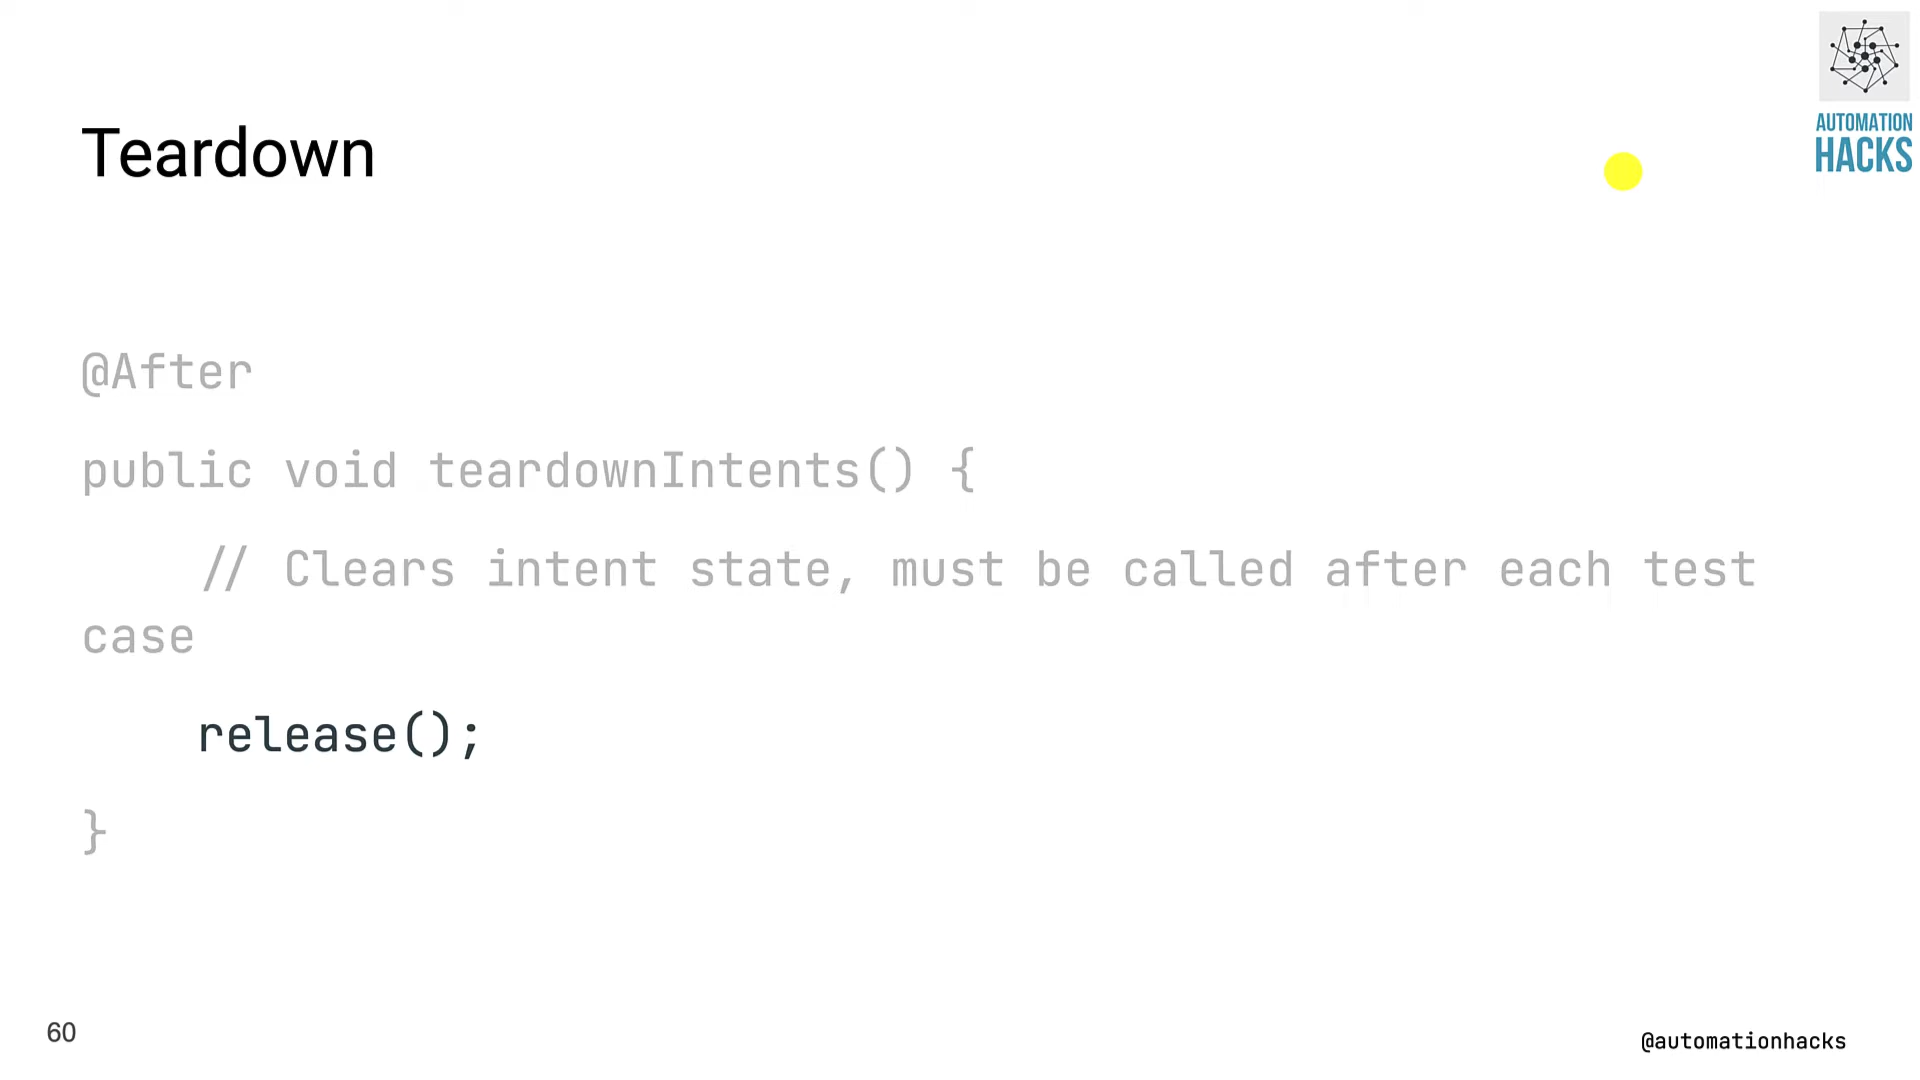 AUTOMATION
HACKS
Teardown
@After
public void teardownIntents() {
// Clears intent state, must be called after each test
case
release();
}
60
@automationhacks